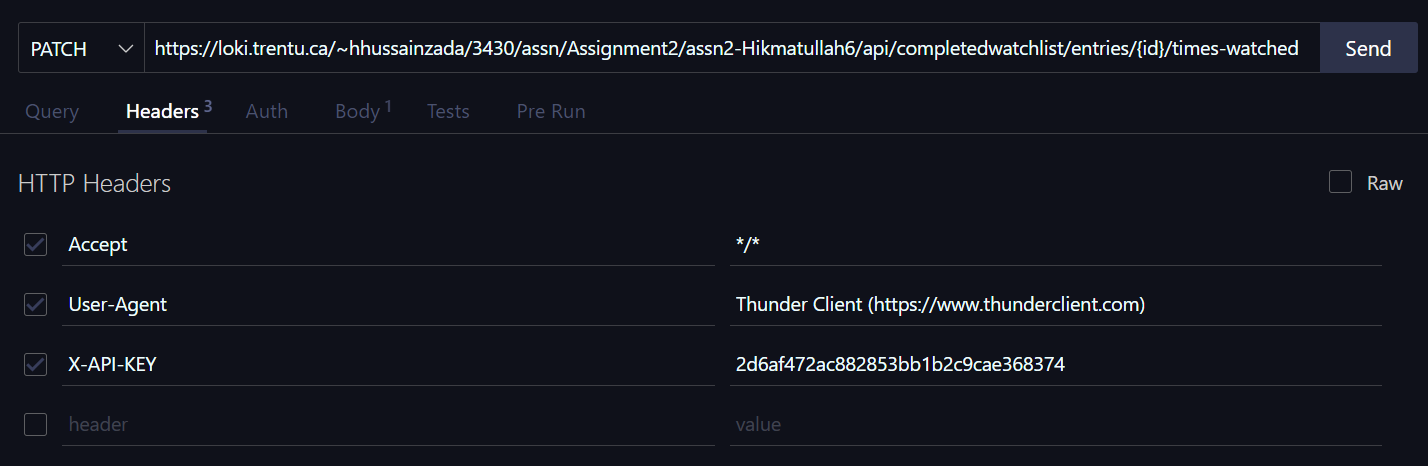 PATCH https://loki.trentu.ca/~hhussainzada/3430/assn/Assignment2/assn2-Hikmatullah6/api/completedwatchlist/entries/{id}/times-watched Send
Query Headers 3 Auth Body 1 Tests Pre Run
HTTP Headers Raw
Accept */*
User-Agent Thunder Client (https://www.thunderclient.com)
X-API-KEY 2d6af472ac882853bb1b2c9cae368374
header value